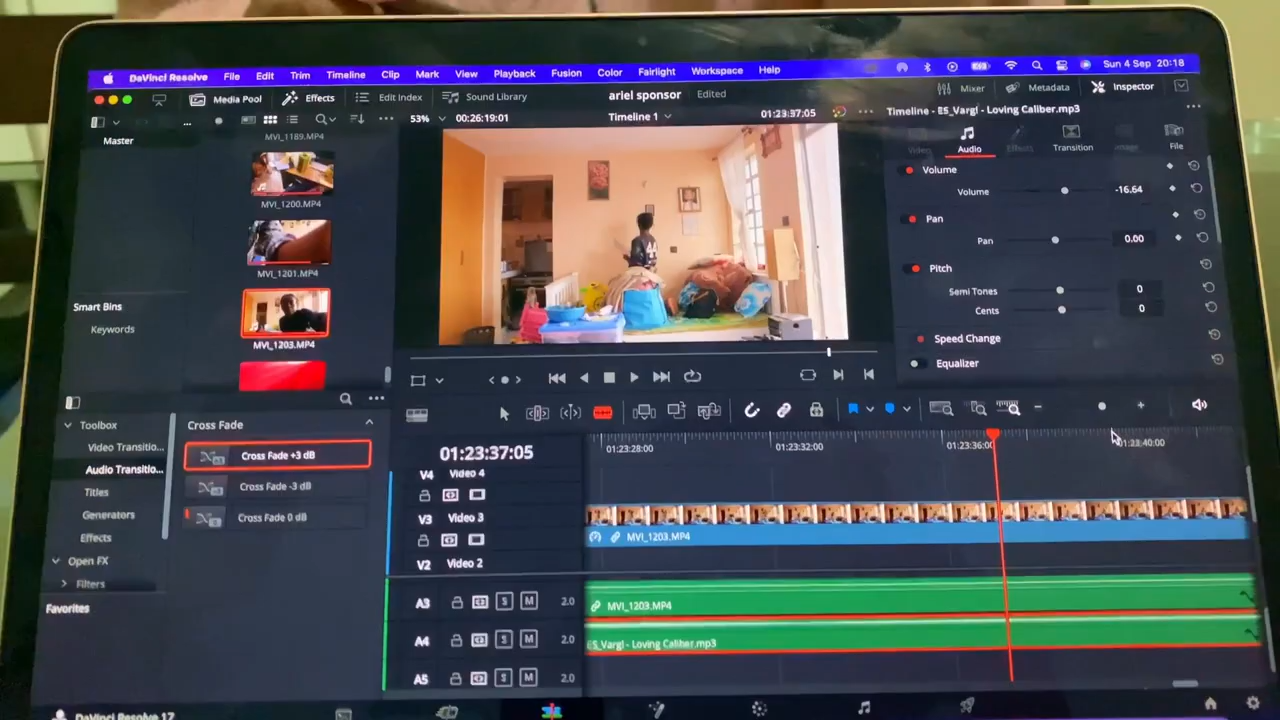 DaVinci Resolve File Edit Trim Timeline Clip Mark View Playback Fusion Color Fairlight Workspace Help Sun 4 Sep 20:18
Media Pool Effects Edit Index Sound Library ariel sponsor Edited Mixer Metadata Inspector
53% 00:26:19:01 Timeline 1 01:23:37:05 Timeline - ES_Vargi - Loving Caliber.mp3
Master
MVI_1189.MP4
MVI_1200.MP4
MVI_1201.MP4
Smart Bins
Keywords
MVI_1203.MP4
Video Audio Effects Transition Image File
Volume
Volume -16.64
Pan
Pan 0.00
Pitch
Semi Tones 0
Cents 0
Speed Change
Equalizer
Toolbox
Video Transitio...
Audio Transitio...
Titles
Generators
Effects
Open FX
Filters
Favorites
Cross Fade
Cross Fade +3 dB
Cross Fade -3 dB
Cross Fade 0 dB
01:23:37:05
01:23:28:00 01:23:32:00 01:23:36:00 01:23:40:00
V4 Video 4
V3 Video 3
MVI_1203.MP4
V2 Video 2
A3 S M 2.0 MVI_1203.MP4
A4 S M 2.0 ES_Vargi - Loving Caliber.mp3
A5 S M 2.0
DaVinci Resolve 17